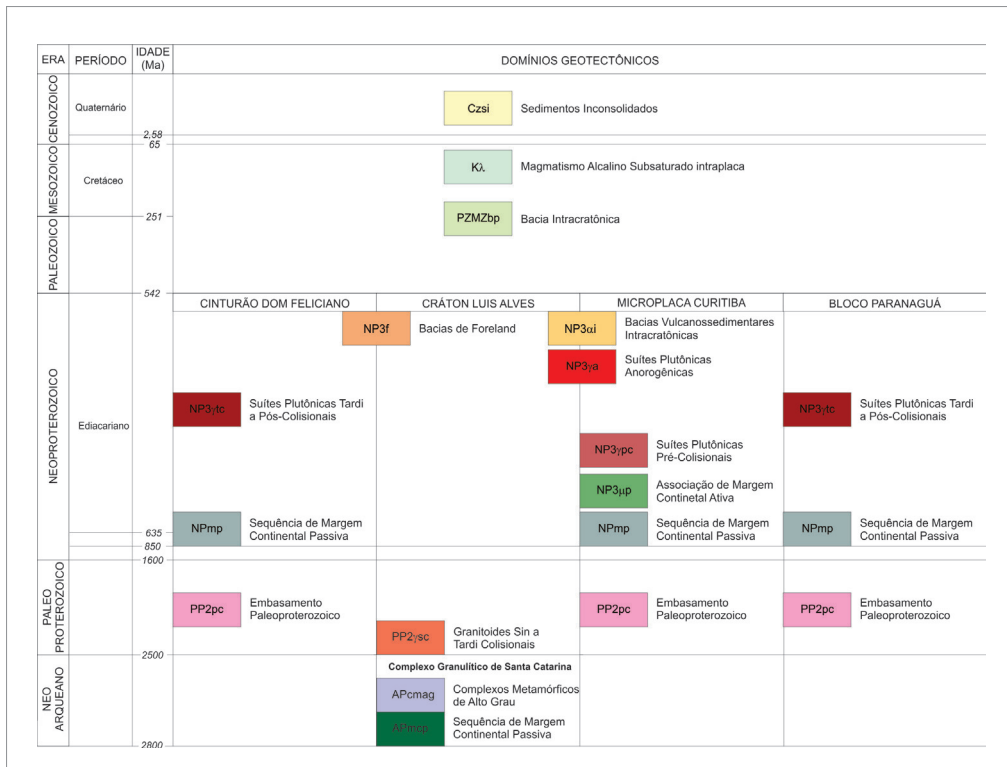 ERA
PERÍODO
IDADE
(Ma)
DOMÍNIOS GEOTECTÔNICOS
CENOZOICO
Quaternário
Czsi
Sedimentos Inconsolidados
2,58
65
MESOZOICO
Cretáceo
Kλ
Magmatismo Alcalino Subsaturado intraplaca
PZMZbp
Bacia Intracratônica
251
PALEOZOICO
542
CINTURÃO DOM FELICIANO
CRÁTON LUIS ALVES
MICROPLACA CURITIBA
BLOCO PARANAGUÁ
NEOPROTEROZOICO
Ediacariano
NP3f
Bacias de Foreland
NP3αi
Bacias Vulcanossedimentares
Intracratônicas
NP3γa
Suítes Plutônicas
Anorogênicas
NP3γtc
Suítes Plutônicas Tardi
a Pós-Colisionais
NP3γtc
Suítes Plutônicas Tardi
a Pós-Colisionais
NP3γpc
Suítes Plutônicas
Pré-Colisionais
NP3μp
Associação de Margem
Continetal Ativa
NPmp
Sequência de Margem
Continental Passiva
NPmp
Sequência de Margem
Continental Passiva
NPmp
Sequência de Margem
Continental Passiva
635
850
1600
PALEO
PROTEROZOICO
PP2pc
Embasamento
Paleoproterozoico
PP2γsc
Granitoides Sin a
Tardi Colisionais
PP2pc
Embasamento
Paleoproterozoico
PP2pc
Embasamento
Paleoproterozoico
2500
NEO
ARQUEANO
Complexo Granulítico de Santa Catarina
APcmag
Complexos Metamórficos
de Alto Grau
APmcp
Sequência de Margem
Continental Passiva
2800